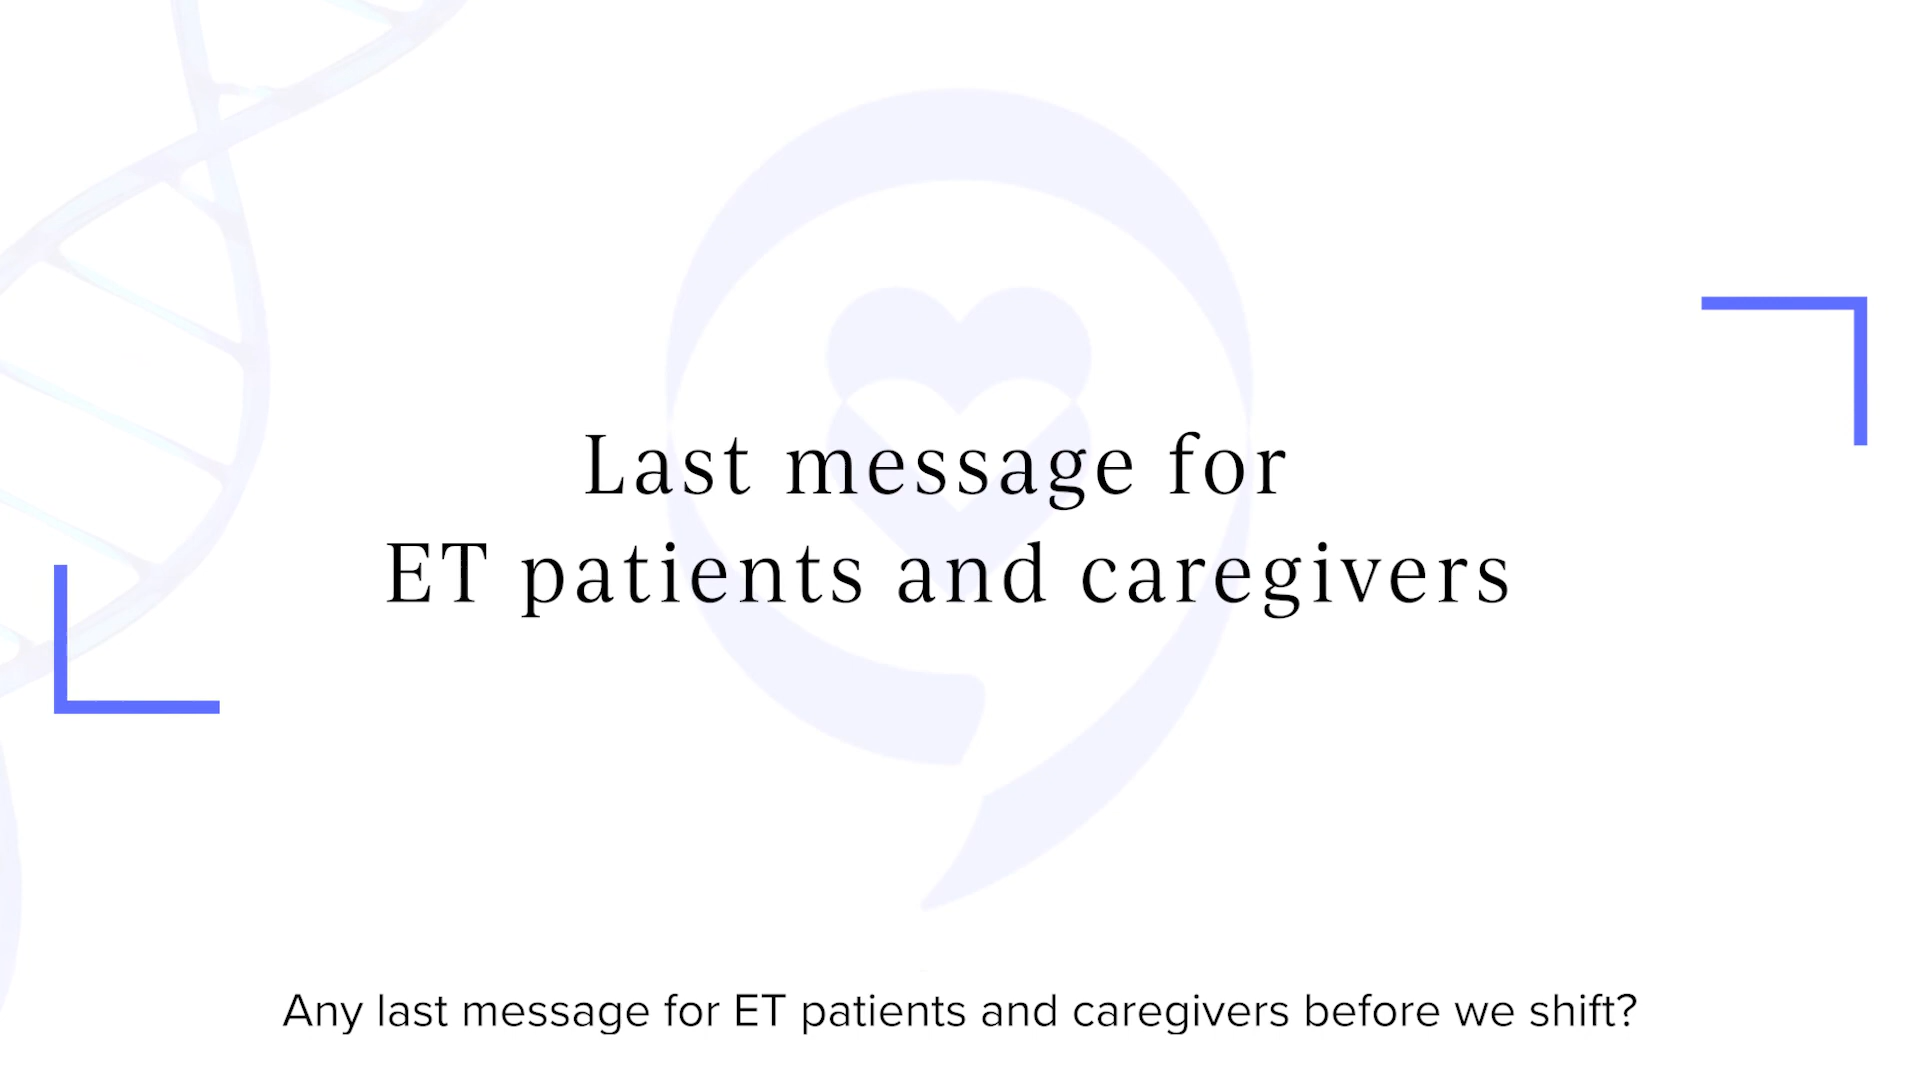 Last message for
ET patients and caregivers
Any last message for ET patients and caregivers before we shift?